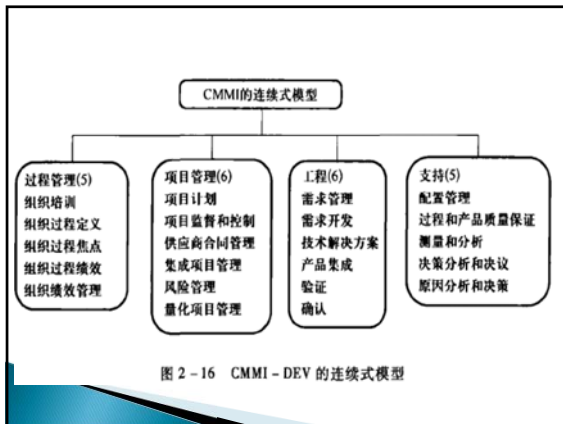 CMMI的连续式模型
过程管理(5)
组织培训
组织过程定义
组织过程焦点
组织过程绩效
组织绩效管理
项目管理(6)
项目计划
项目监督和控制
供应商合同管理
集成项目管理
风险管理
量化项目管理
工程(6)
需求管理
需求开发
技术解决方案
产品集成
验证
确认
支持(5)
配置管理
过程和产品质量保证
测量和分析
决策分析和决议
原因分析和决策
图 2-16 CMMI-DEV 的连续式模型